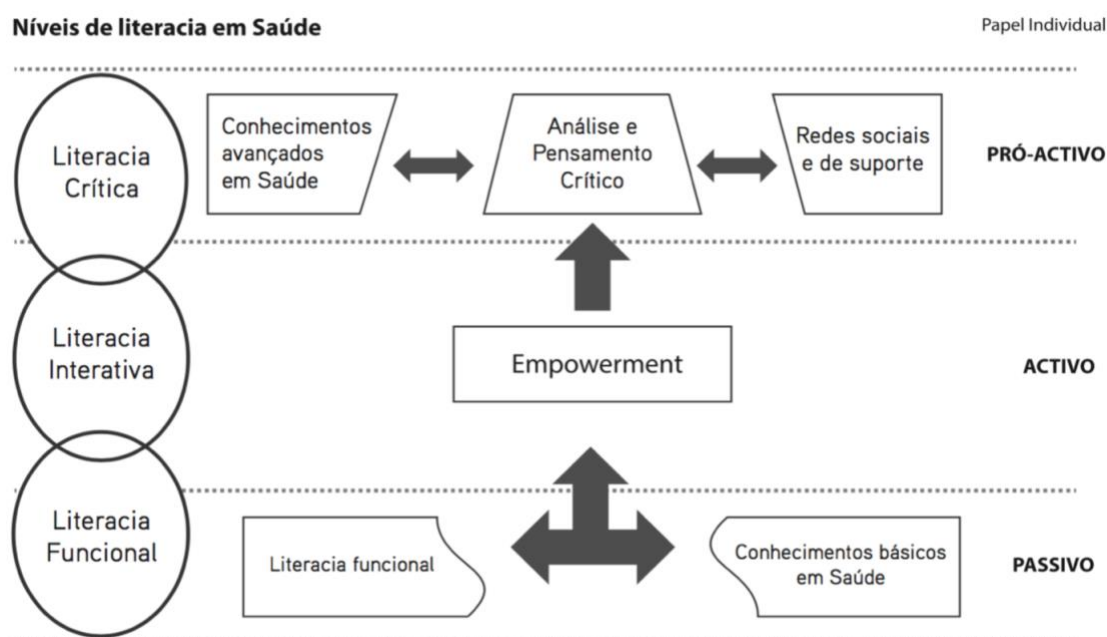 Níveis de literacia em Saúde
Papel Individual
Literacia
Crítica
Conhecimentos
avançados
em Saúde
Análise e
Pensamento
Crítico
Redes sociais
e de suporte
PRÓ-ACTIVO
Literacia
Interativa
Empowerment
ACTIVO
Literacia
Funcional
Literacia funcional
Conhecimentos básicos
em Saúde
PASSIVO